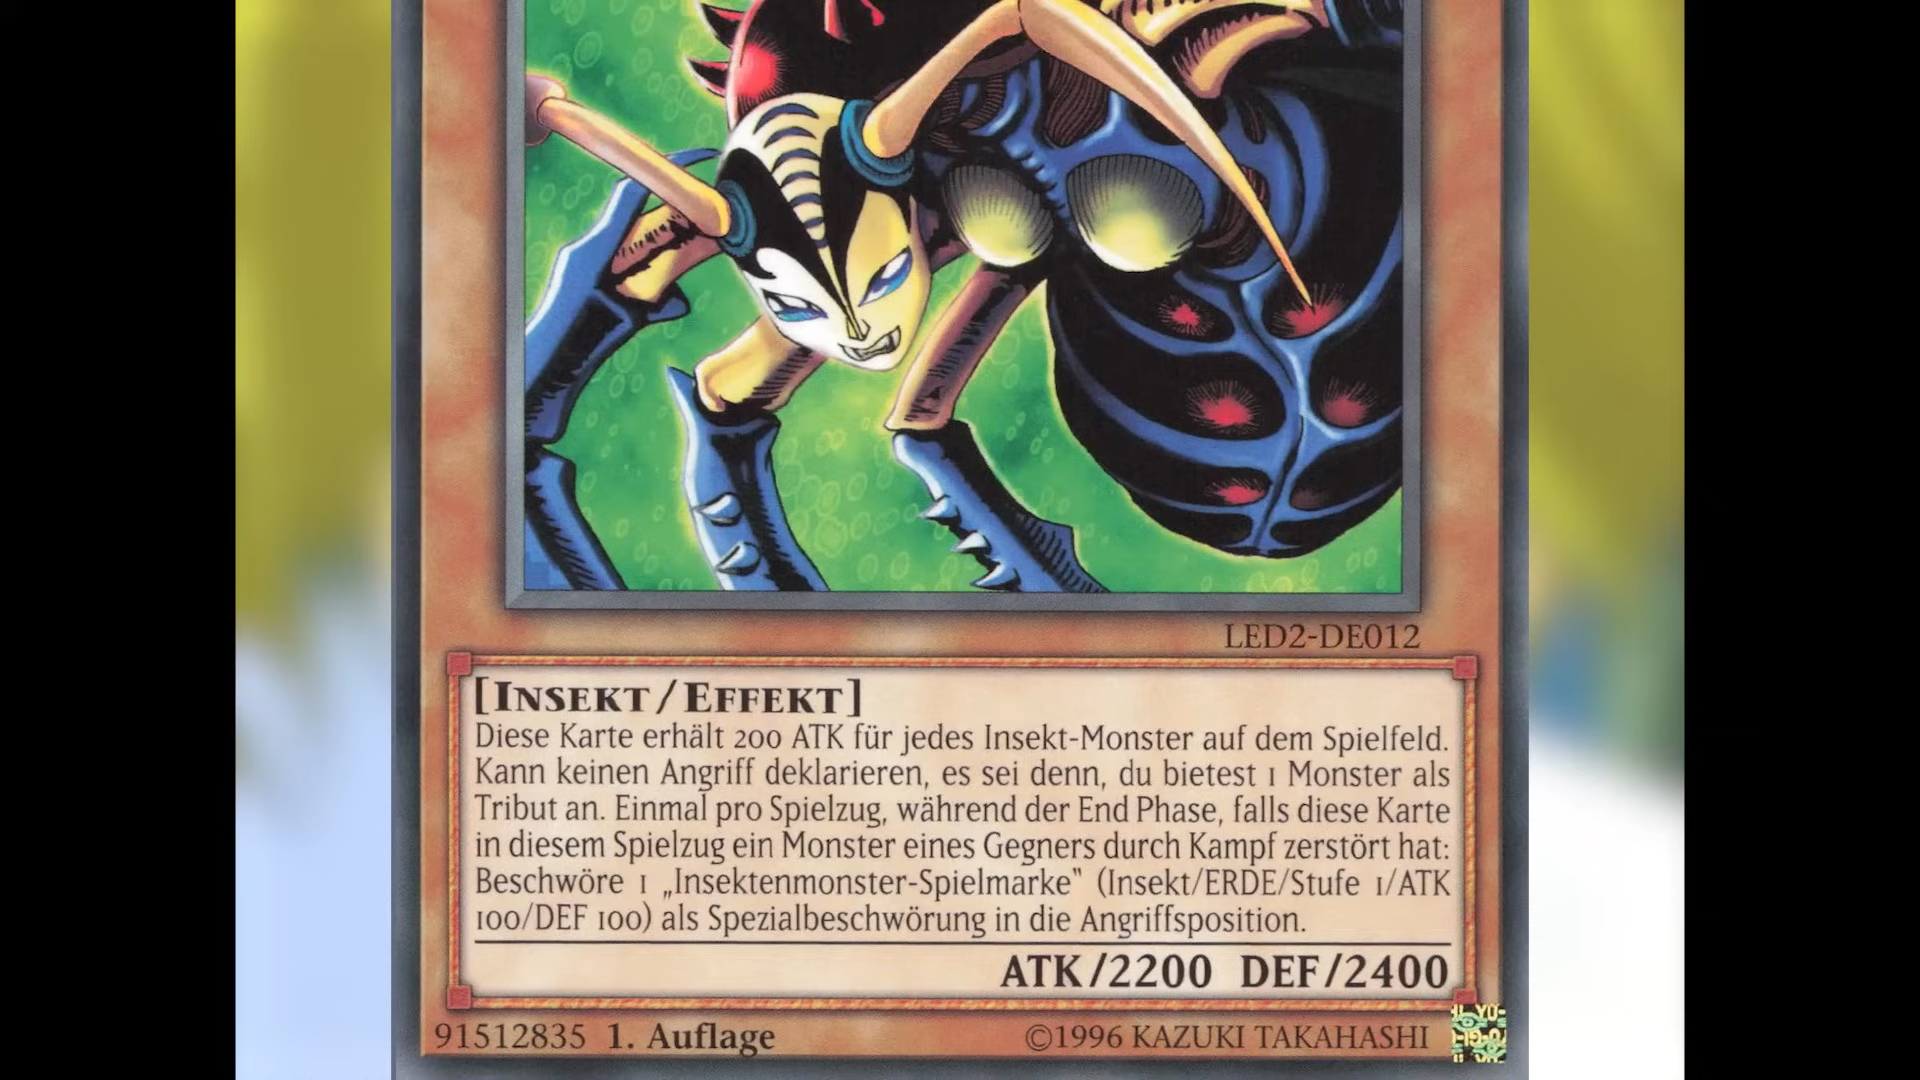 LED2-DE012
[INSEKT/EFFEKT]
Diese Karte erhält 200 ATK für jedes Insekt-Monster auf dem Spielfeld.
Kann keinen Angriff deklarieren, es sei denn, du bietest 1 Monster als
Tribut an. Einmal pro Spielzug, während der End Phase, falls diese Karte
in diesem Spielzug ein Monster eines Gegners durch Kampf zerstört hat:
Beschwöre 1 „Insektenmonster-Spielmarke" (Insekt/ERDE/Stufe 1/ATK
100/DEF 100) als Spezialbeschwörung in die Angriffsposition.
ATK/2200 DEF/2400
91512835 1. Auflage ©1996 KAZUKI TAKAHASHI